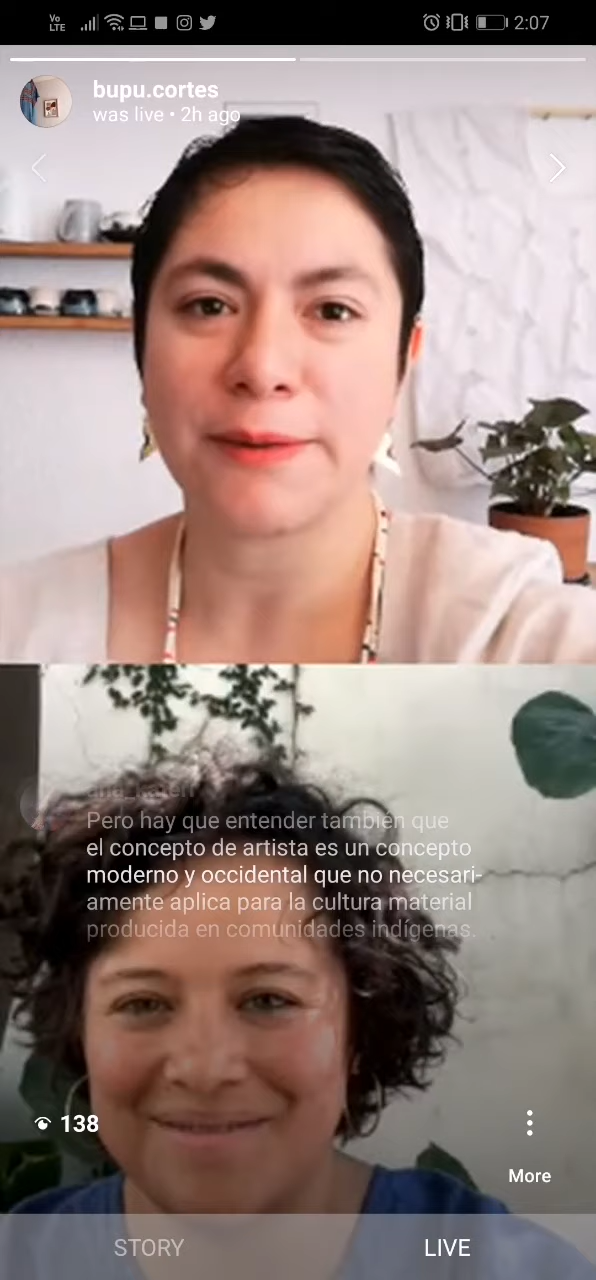 Vo
LTE
2:07
bupu.cortes
was live • 2h ago
Pero hay que entender también que
el concepto de artista es un concepto
moderno y occidental que no necesari-
amente aplica para la cultura material
producida en comunidades indígenas.
138
More
STORY
LIVE